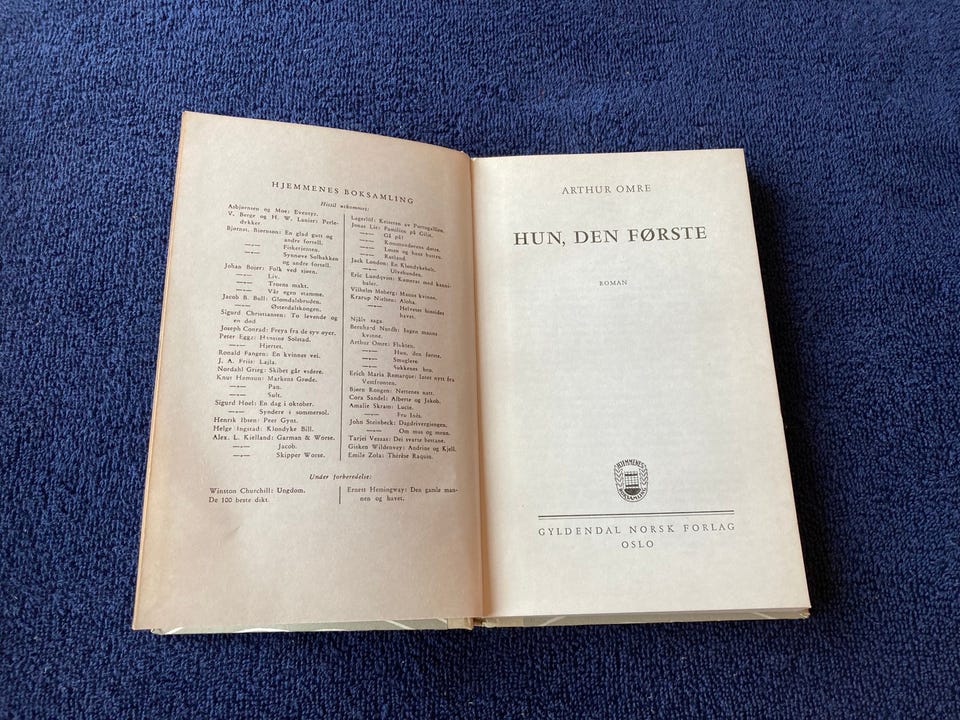 HJEMMENES BOKSAMLING
Hittil utkommet:
Asbjørnsen og Moe: Eventyr.
V. Berge og H. W. Lanier: Perle-
dykker.
Bjørnst. Bjørnson: En glad gutt og
andre fortell.
—»— Fiskerjenten.
—»— Synnøve Solbakken
og andre fortell.
Johan Bojer: Folk ved sjøen.
—»— Liv.
—»— Troens makt.
—»— Vår egen stamme.
Jacob B. Bull: Glomdalsbruden.
—»— Østerdalskongen.
Sigurd Christiansen: To levende og
en død.
Joseph Conrad: Freya fra de syv øyer.
Peter Egge: Hansine Solstad.
—»— Hjertet.
Ronald Fangen: En kvinnes vei.
J. A. Friis: Lajla.
Nordahl Grieg: Skibet går videre.
Knut Hamsun: Markens Grøde.
—»— Pan.
—»— Sult.
Sigurd Hoel: En dag i oktober.
—»— Syndere i sommersol.
Henrik Ibsen: Peer Gynt.
Helge Ingstad: Klondyke Bill.
Alex. L. Kielland: Garman & Worse.
—»— Jacob.
—»— Skipper Worse.
Lagerlöf: Keiseren av Portugallien.
Jonas Lie: Familien på Gilje.
—»— Gå på!
—»— Kommandørens døtre.
—»— Losen og hans hustru.
—»— Rutland.
Jack London: En Klondykehelt.
—»— Ulvehunden.
Eric Lundqvist: Kamerat med kanni-
baler.
Vilhelm Moberg: Manns kvinne.
Krarup Nielsen: Aloha.
—»— Helvetet hinsides
havet.
Njåls saga.
Bernhard Nordh: Ingen manns
kvinne.
Arthur Omre: Flukten.
—»— Hun, den første.
—»— Smuglere.
—»— Sukkenes bro.
Erich Maria Remarque: Intet nytt fra
Vestfronten.
Bjørn Rongen: Nettenes natt.
Cora Sandel: Alberte og Jakob.
Amalie Skram: Lucie.
—»— Fru Inès.
John Steinbeck: Dagdrivergjengen.
—»— Om mus og menn.
Tarjei Vesaas: Dei svarte hestane.
Gisken Wildenvey: Andrine og Kjell.
Emile Zola: Thérèse Raquin.
Under forberedelse:
Winston Churchill: Ungdom.
De 100 beste dikt.
Ernest Hemingway: Den gamle man-
nen og havet.
ARTHUR OMRE
HUN, DEN FØRSTE
ROMAN
HJEMMENES
BOKSAMLING
GYLDENDAL NORSK FORLAG
OSLO